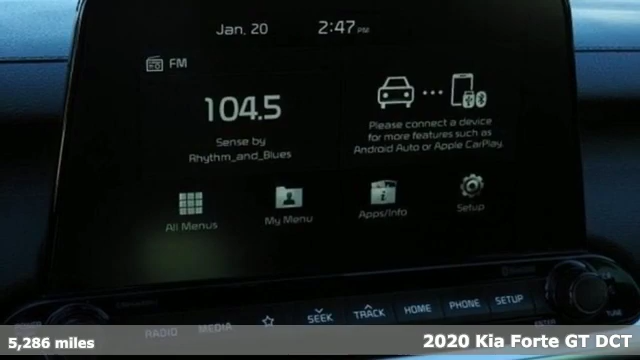 Jan. 20 2:47 PM
FM
104.5
Sense by
Rhythm_and_Blues
Please connect a device
for more features such as
Android Auto or Apple CarPlay.
All Menus
My Menu
Apps/Info
Setup
RADIO
MEDIA
SEEK
TRACK
HOME
PHONE
SETUP
TUNE
5,286 miles
2020 Kia Forte GT DCT